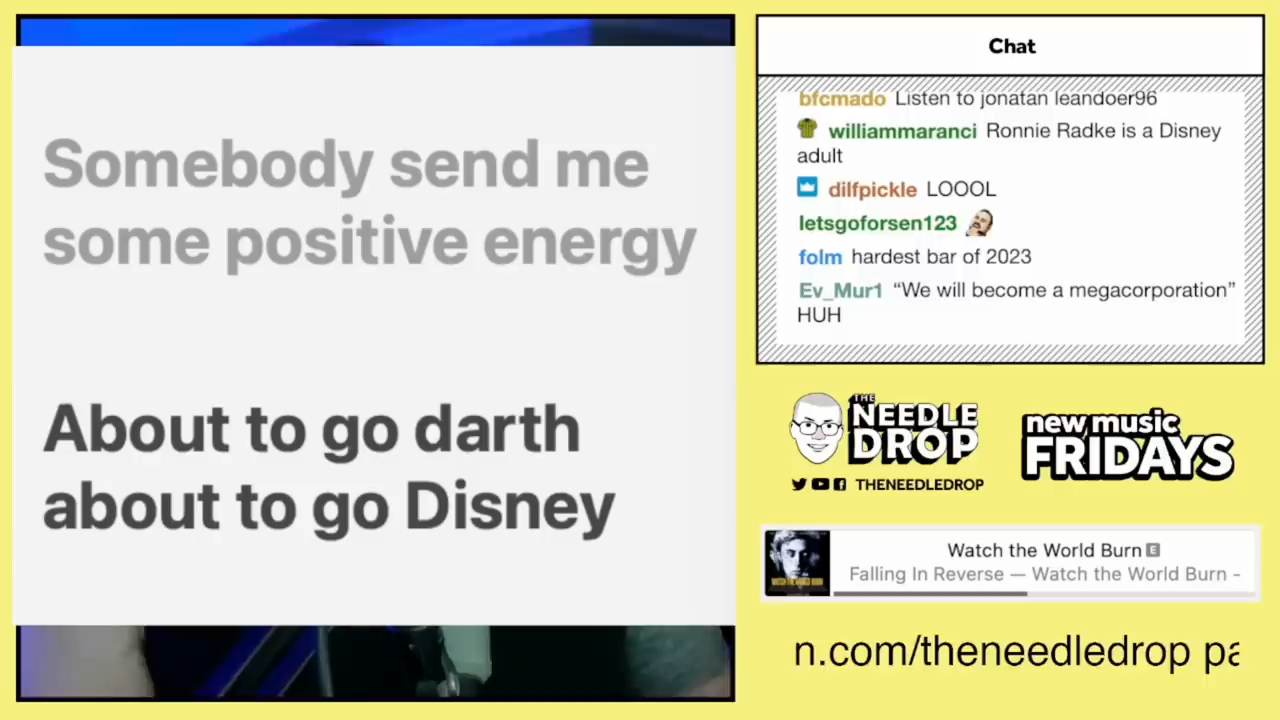 Somebody send me
some positive energy
About to go darth
about to go Disney
Chat
bfcmado Listen to jonatan leandoer96
williammaranci Ronnie Radke is a Disney
adult
dilfpickle LOOOL
letsgoforsen123
folm hardest bar of 2023
Ev_Mur1 “We will become a megacorporation”
HUH
THE
NEEDLE
DROP
THENEEDLEDROP
new music
FRIDAYS
Watch the World Burn E
Falling In Reverse — Watch the World Burn -
n.com/theneedledrop pa